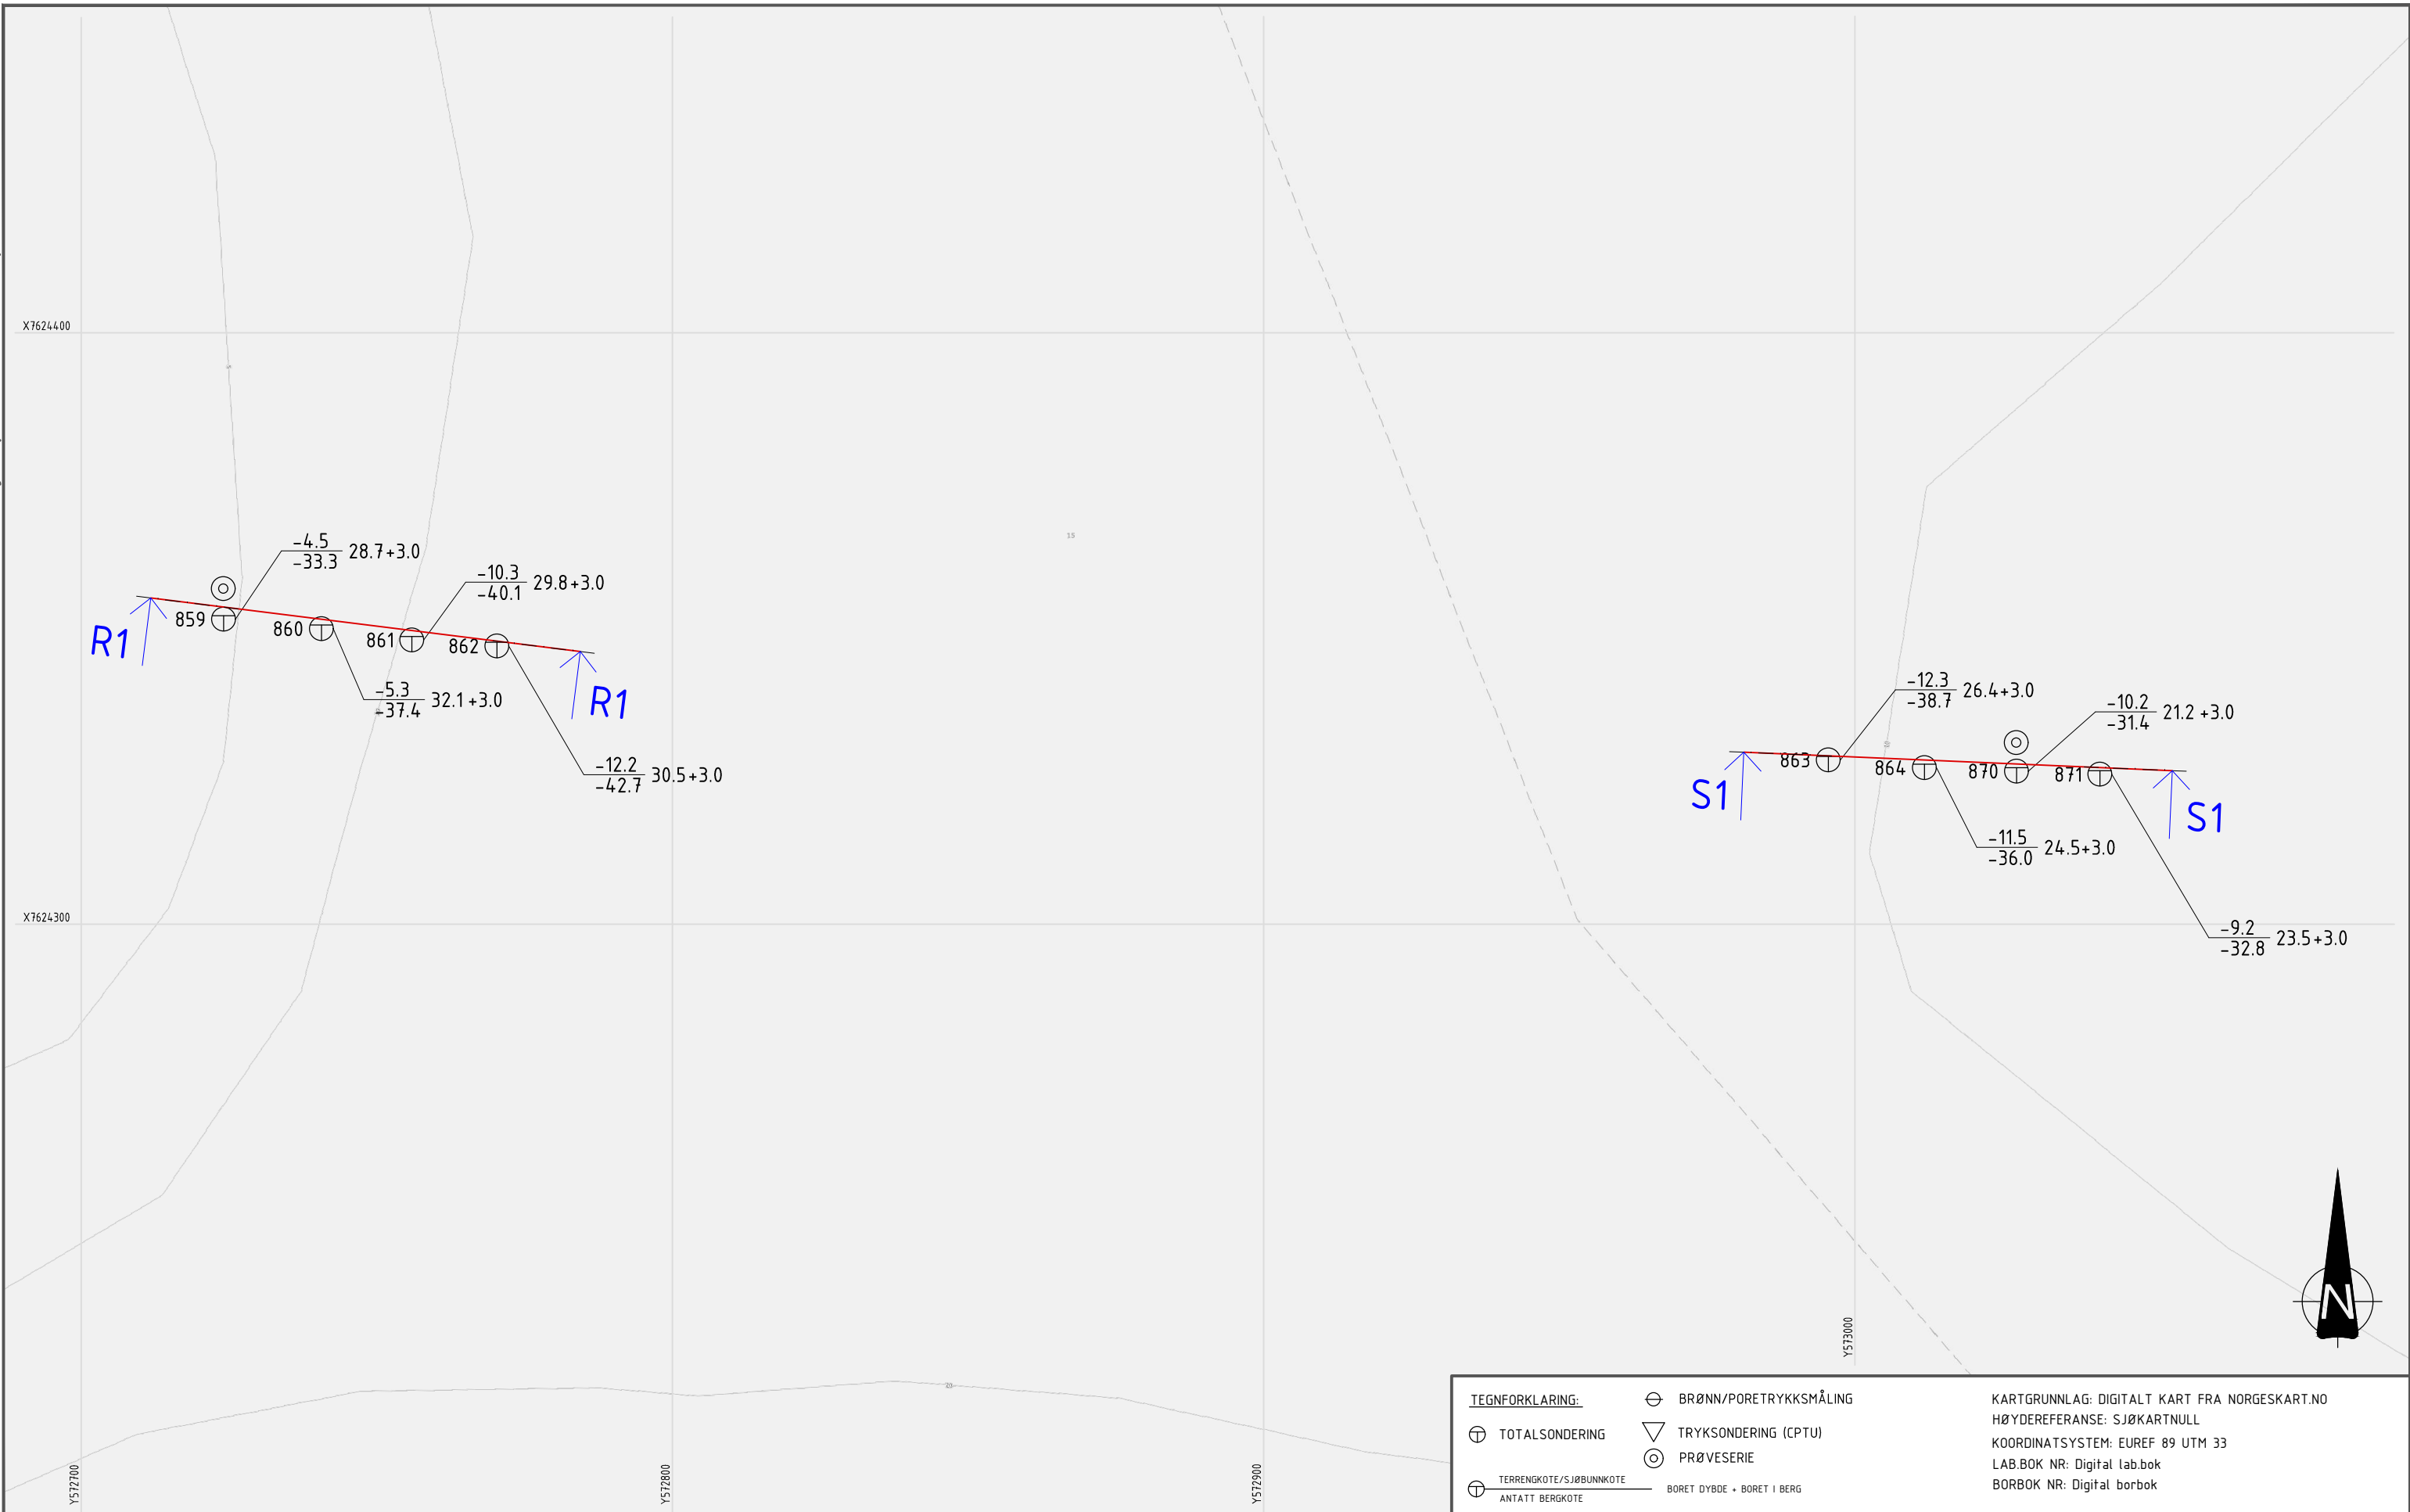 X7624400
5
15
-4.5
-33.3
28.7+3.0
-10.3
-40.1
29.8+3.0
859
860
861
862
R1
R1
-5.3
-37.4
32.1+3.0
-12.2
-42.7
30.5+3.0
-12.3
-38.7
26.4+3.0
-10.2
-31.4
21.2+3.0
10
863
864
870
871
S1
S1
-11.5
-36.0
24.5+3.0
X7624300
-9.2
-32.8
23.5+3.0
N
Y573000
Y572700
Y572800
Y572900
TEGNFORKLARING:
TOTALSONDERING
BRØNN/PORETRYKKSMÅLING
TRYKSONDERING (CPTU)
PRØVESERIE
TERRENGKOTE/SJØBUNNKOTE
ANTATT BERGKOTE
BORET DYBDE + BORET I BERG
KARTGRUNNLAG: DIGITALT KART FRA NORGESKART.NO
HØYDEREFERANSE: SJØKARTNULL
KOORDINATSYSTEM: EUREF 89 UTM 33
LAB.BOK NR: Digital lab.bok
BORBOK NR: Digital borbok